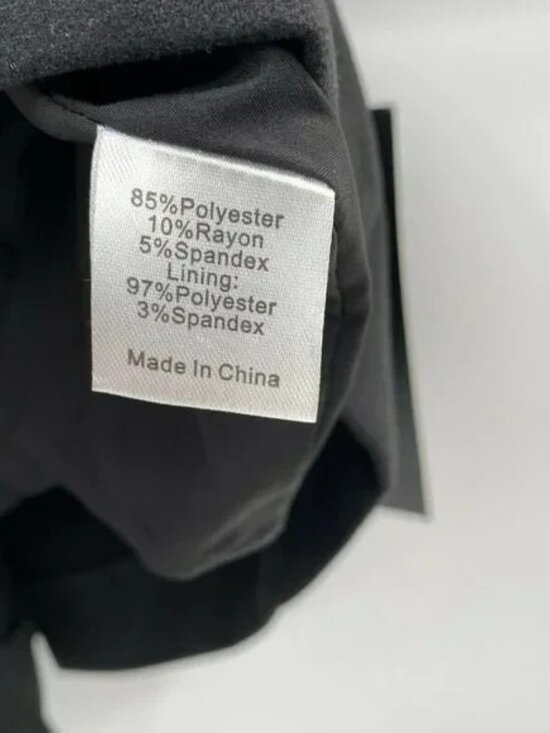 85%Polyester
10%Rayon
5%Spandex
Lining:
97%Polyester
3%Spandex
Made In China